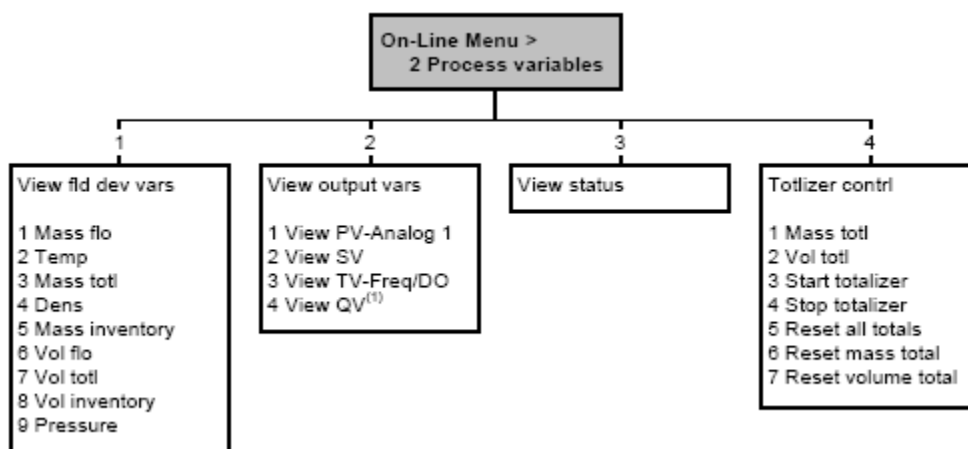 On-Line Menu >
2 Process variables
1
2
3
4
View fld dev vars
1 Mass flo
2 Temp
3 Mass totl
4 Dens
5 Mass inventory
6 Vol flo
7 Vol totl
8 Vol inventory
9 Pressure
View output vars
1 View PV-Analog 1
2 View SV
3 View TV-Freq/DO
4 View QV(1)
View status
Totlizer contrl
1 Mass totl
2 Vol totl
3 Start totalizer
4 Stop totalizer
5 Reset all totals
6 Reset mass total
7 Reset volume total